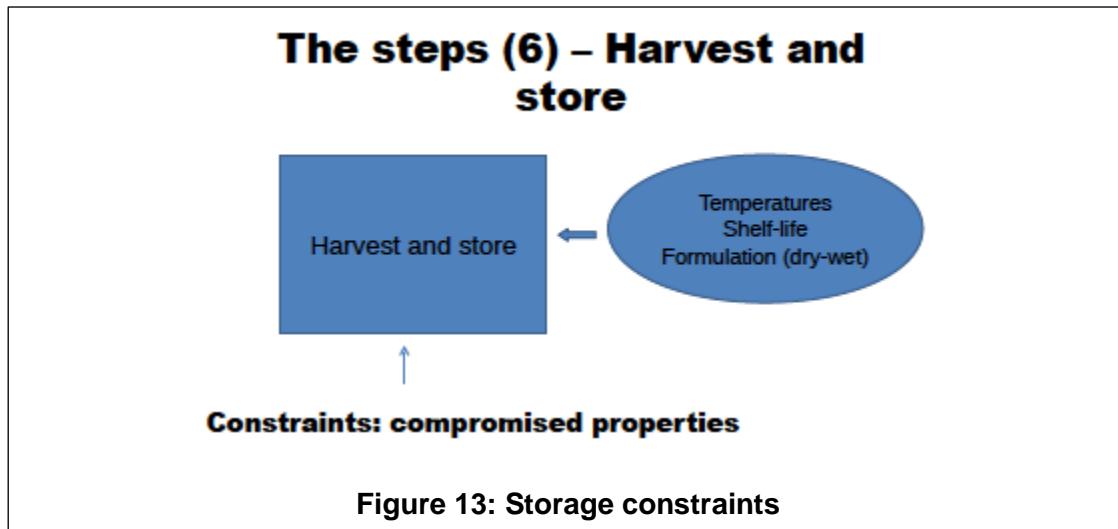 The steps (6) – Harvest and
store
Harvest and store
Temperatures
Shelf-life
Formulation (dry-wet)
Constraints: compromised properties
Figure 13: Storage constraints